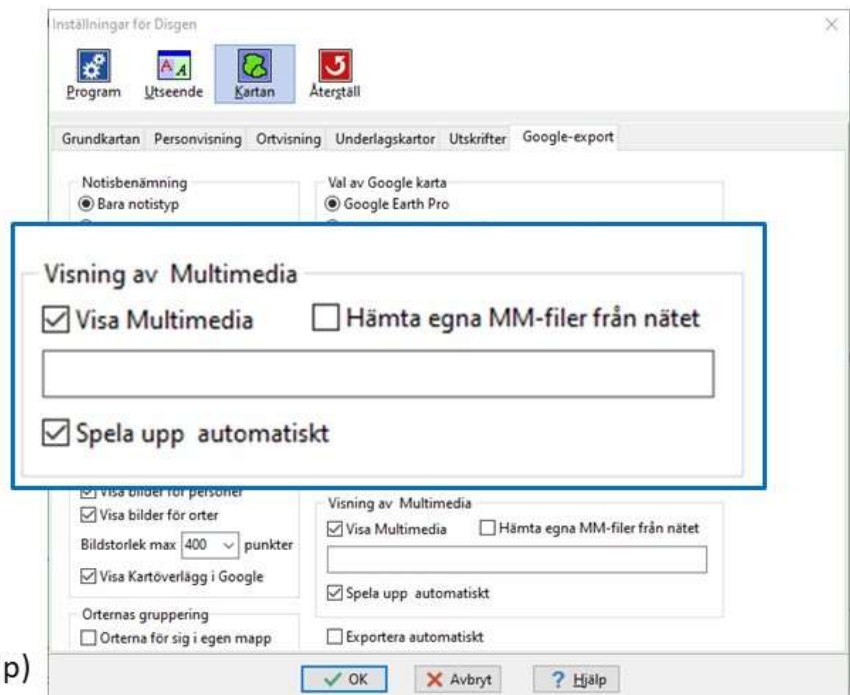 Inställningar för Disgen
Program Utseende Kartan Återställ
Grundkartan Personvisning Ortvisning Underlagskartor Utskrifter Google-export
Notisbenämning
Bara notistyp
Val av Google karta
Google Earth Pro
Visning av Multimedia
Visa Multimedia Hämta egna MM-filer från nätet
Spela upp automatiskt
Visa bilder för personer
Visa bilder för orter
Bildstorlek max 400 punkter
Visa Kartöverlägg i Google
Orternas gruppering
Orterna för sig i egen mapp
Visning av Multimedia
Visa Multimedia Hämta egna MM-filer från nätet
Spela upp automatiskt
Exportera automatiskt
p)
OK Avbryt Hjälp